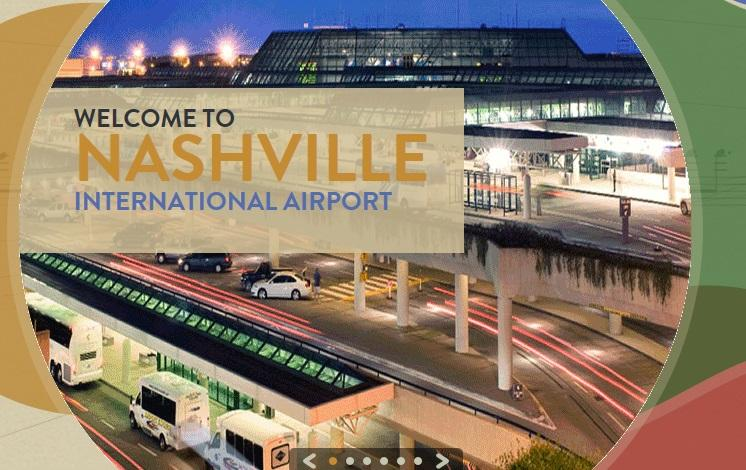 WELCOME TO
NASHVILLE
INTERNATIONAL AIRPORT